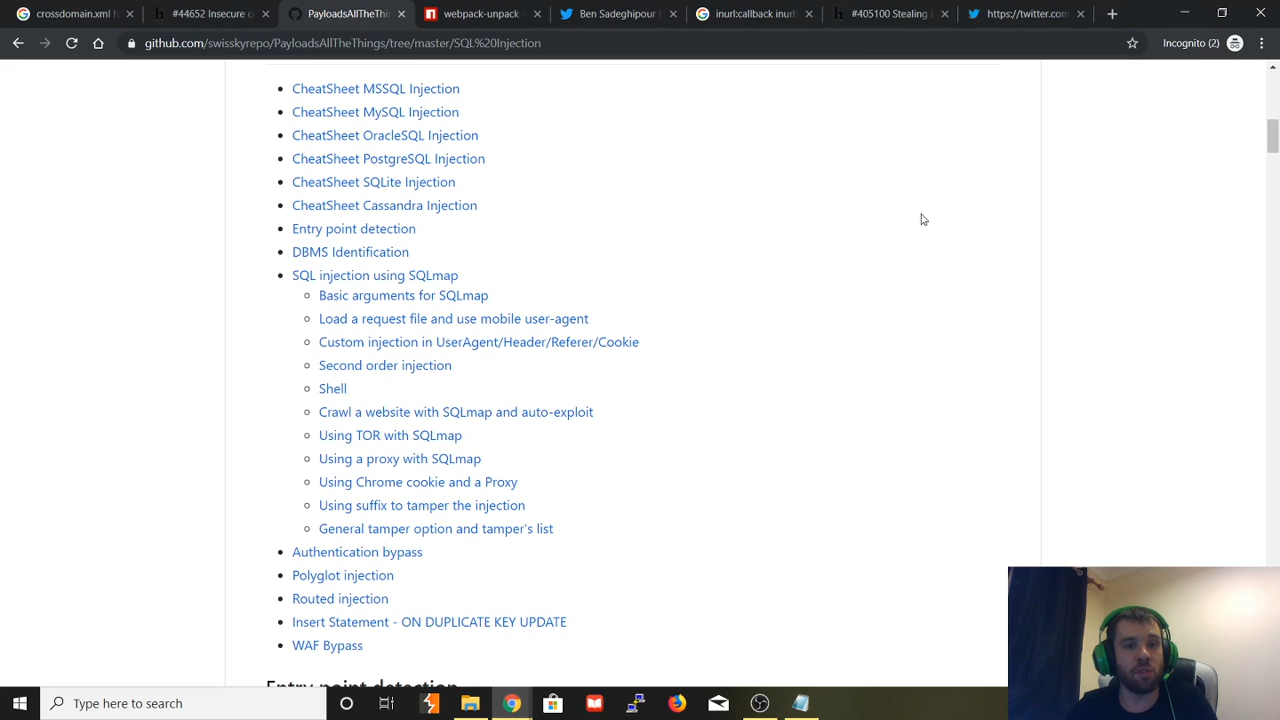 crossdomain.xml h
#44652 Insecure c
PayloadsAllTheThin
webpack-unpack –
Ben Sadeghipour (
inurl:callback inurl:
#405100 Stealing
https://twitter.com
github.com/swisskyrepo/PayloadsAllTheThings/tree/master/SQL%20Injection
Incognito (2)
CheatSheet MSSQL Injection
CheatSheet MySQL Injection
CheatSheet OracleSQL Injection
CheatSheet PostgreSQL Injection
CheatSheet SQLite Injection
CheatSheet Cassandra Injection
Entry point detection
DBMS Identification
SQL injection using SQLmap
Basic arguments for SQLmap
Load a request file and use mobile user-agent
Custom injection in UserAgent/Header/Referer/Cookie
Second order injection
Shell
Crawl a website with SQLmap and auto-exploit
Using TOR with SQLmap
Using a proxy with SQLmap
Using Chrome cookie and a Proxy
Using suffix to tamper the injection
General tamper option and tamper's list
Authentication bypass
Polyglot injection
Routed injection
Insert Statement - ON DUPLICATE KEY UPDATE
WAF Bypass
Entry point detection
Type here to search